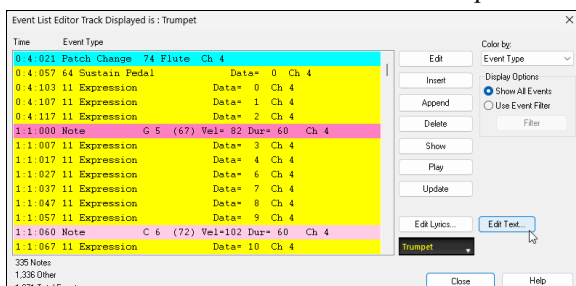 Event List Editor Track Displayed is : Trumpet
Time Event Type
0:4:021 Patch Change 74 Flute Ch 4
0:4:057 64 Sustain Pedal Data= 0 Ch 4
0:4:103 11 Expression Data= 0 Ch 4
0:4:107 11 Expression Data= 1 Ch 4
0:4:117 11 Expression Data= 2 Ch 4
1:1:000 Note G 5 (67) Vel= 82 Dur= 60 Ch 4
1:1:007 11 Expression Data= 3 Ch 4
1:1:017 11 Expression Data= 4 Ch 4
1:1:027 11 Expression Data= 6 Ch 4
1:1:037 11 Expression Data= 7 Ch 4
1:1:047 11 Expression Data= 8 Ch 4
1:1:057 11 Expression Data= 9 Ch 4
1:1:060 Note C 6 (72) Vel=102 Dur= 60 Ch 4
1:1:067 11 Expression Data= 10 Ch 4
335 Notes
1,336 Other
Edit
Insert
Append
Delete
Show
Play
Update
Edit Lyrics...
Trumpet
Color by:
Event Type
Display Options
Show All Events
Use Event Filter
Filter
Edit Text...
Close
Help